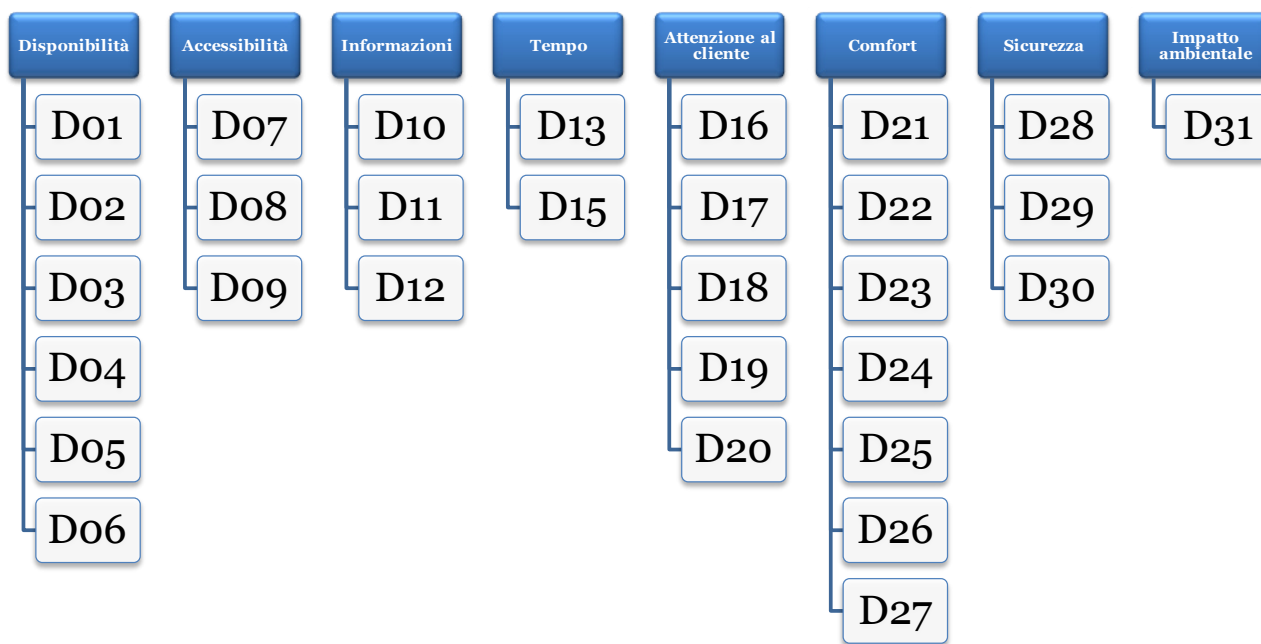 Disponibilità
D01
D02
D03
D04
D05
D06
Accessibilità
D07
D08
D09
Informazioni
D10
D11
D12
Tempo
D13
D15
Attenzione al
cliente
D16
D17
D18
D19
D20
Comfort
D21
D22
D23
D24
D25
D26
D27
Sicurezza
D28
D29
D30
Impatto
ambientale
D31